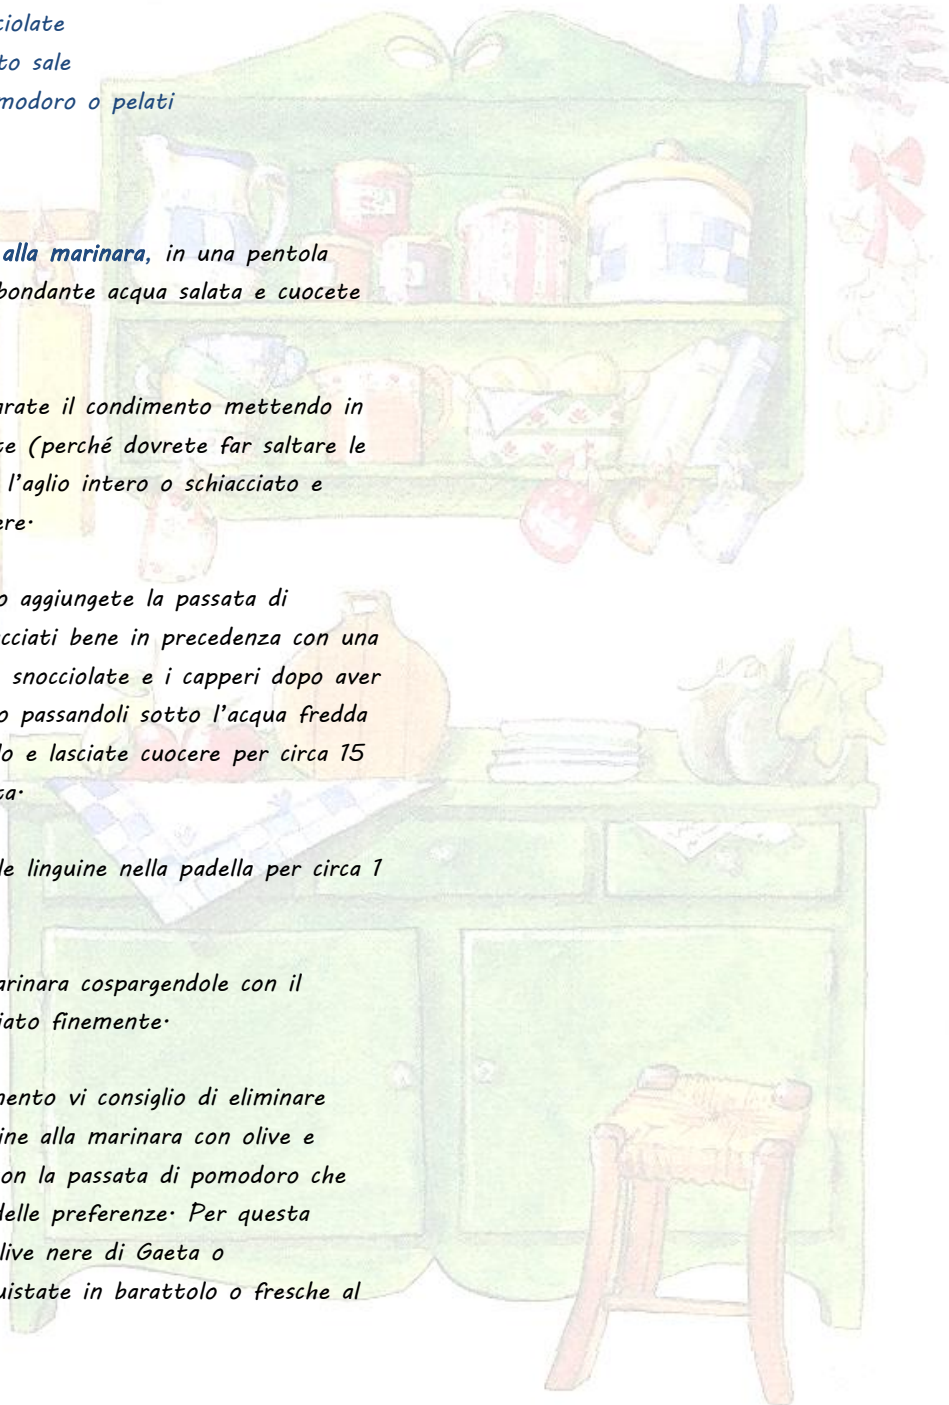 ciolate
to sale
modoro o pelati
alla marinara, in una pentola
bondante acqua salata e cuocete
arate il condimento mettendo in
te (perché dovrete far saltare le
l'aglio intero o schiacciato e
ere.
o aggiungete la passata di
cciati bene in precedenza con una
snocciolate e i capperi dopo aver
o passandoli sotto l'acqua fredda
lo e lasciate cuocere per circa 15
ta.
le linguine nella padella per circa 1
arinara cospargendole con il
iato finemente.
mento vi consiglio di eliminare
ine alla marinara con olive e
on la passata di pomodoro che
delle preferenze. Per questa
live nere di Gaeta o
uistate in barattolo o fresche al